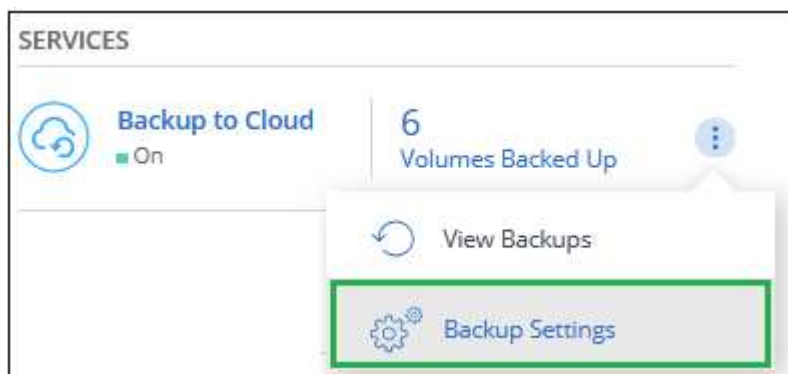 SERVICES
Backup to Cloud
On
6
Volumes Backed Up
View Backups
Backup Settings